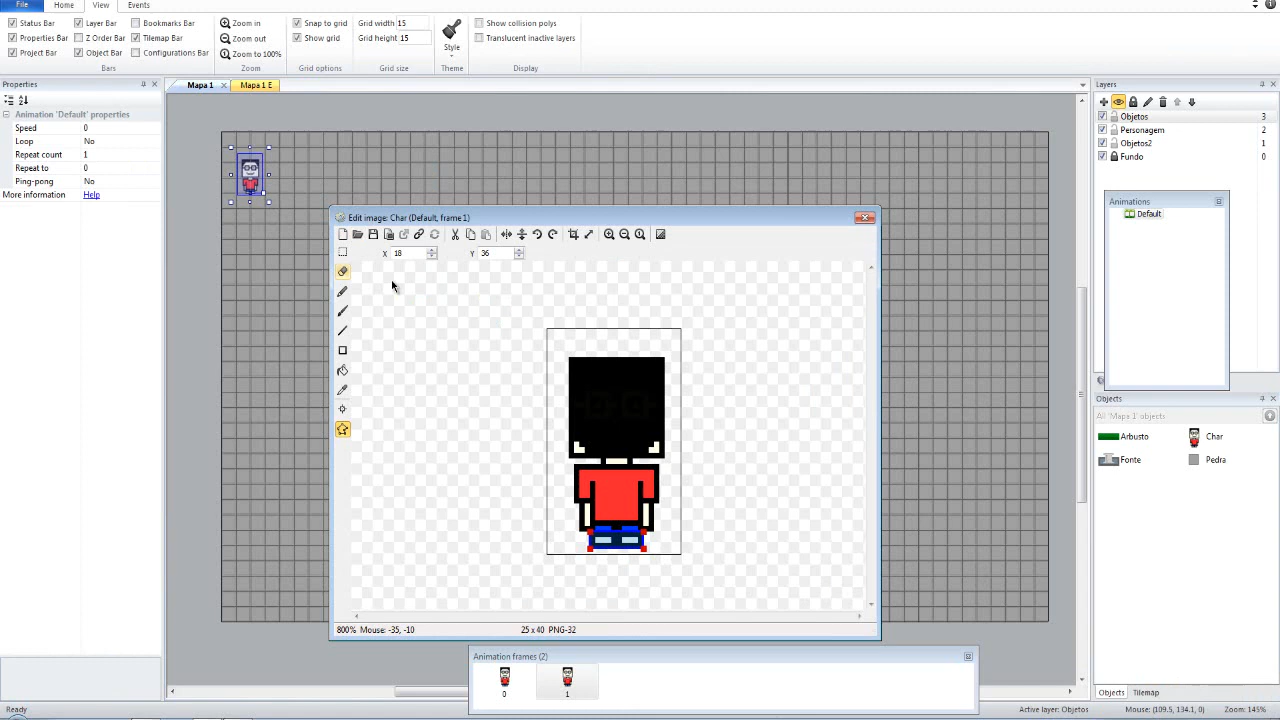 File Home View Events
Status Bar Layer Bar Bookmarks Bar Zoom in Snap to grid Grid width 15 Show collision polys
Properties Bar Z Order Bar Tilemap Bar Zoom out Show grid Grid height 15 Style Translucent inactive layers
Project Bar Object Bar Configurations Bar Zoom to 100%
Bars Zoom Grid options Grid size Theme Display
Properties
Mapa 1 Mapa 1 E
Layers
Animation 'Default' properties
Speed 0
Loop No
Repeat count 1
Repeat to 0
Ping-pong No
More information Help
Objetos 3
Personagem 2
Objetos2 1
Fundo 0
Animations
Default
Edit image: Char (Default, frame 1)
X 18 Y 36
800% Mouse: -35, -10 25 x 40 PNG-32
Animation frames (2)
0 1
Objects
All 'Mapa 1' objects
Arbusto Char
Fonte Pedra
Objects Tilemap
Ready Active layer: Objetos Mouse: (109.5, 134.1, 0) Zoom: 145%